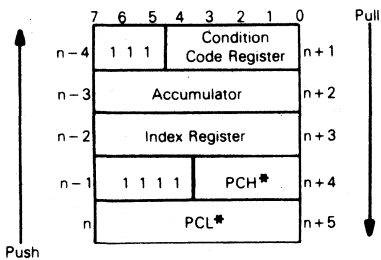 7 6 5 4 3 2 1 0
Pull
n-4 1 1 1 Condition Code Register n+1
n-3 Accumulator n+2
n-2 Index Register n+3
n-1 1 1 1 1 PCH* n+4
n PCL* n+5
Push